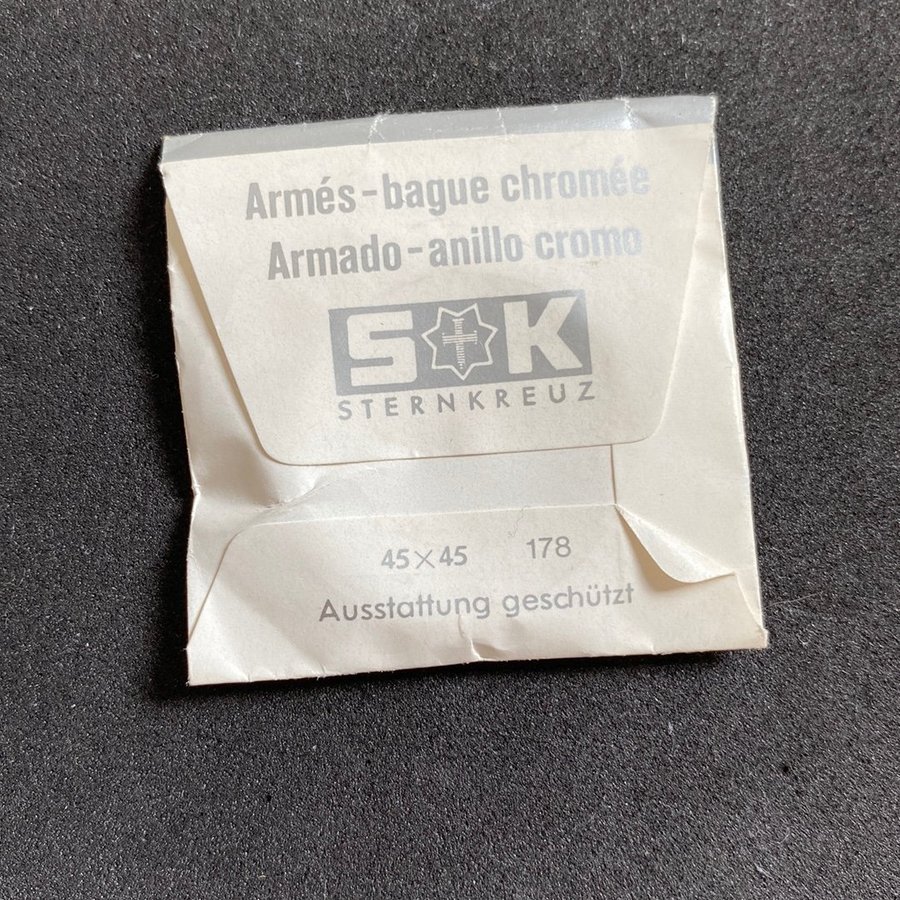 Armés-bague chromée
Armado-anillo cromo
S K
STERNKREUZ
45×45 178
Ausstattung geschützt